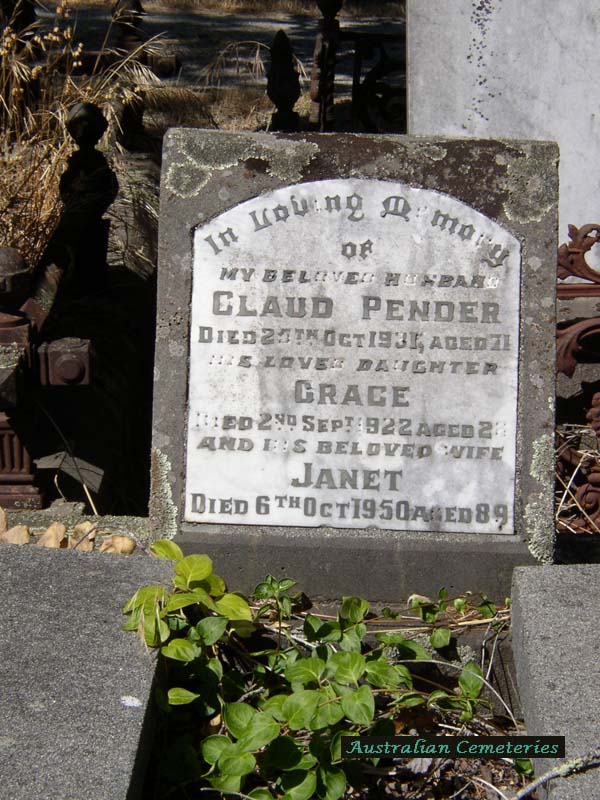 In Loving Memory
of
MY BELOVED HUSBAND
CLAUD PENDER
DIED OCT 1931, AGED 71
HIS LOVED DAUGHTER
GRACE
DIED 2ND SEPT 1922 AGED
AND HIS BELOVED WIFE
JANET
DIED 6TH OCT 1950 AGED 89
Australian Cemeteries